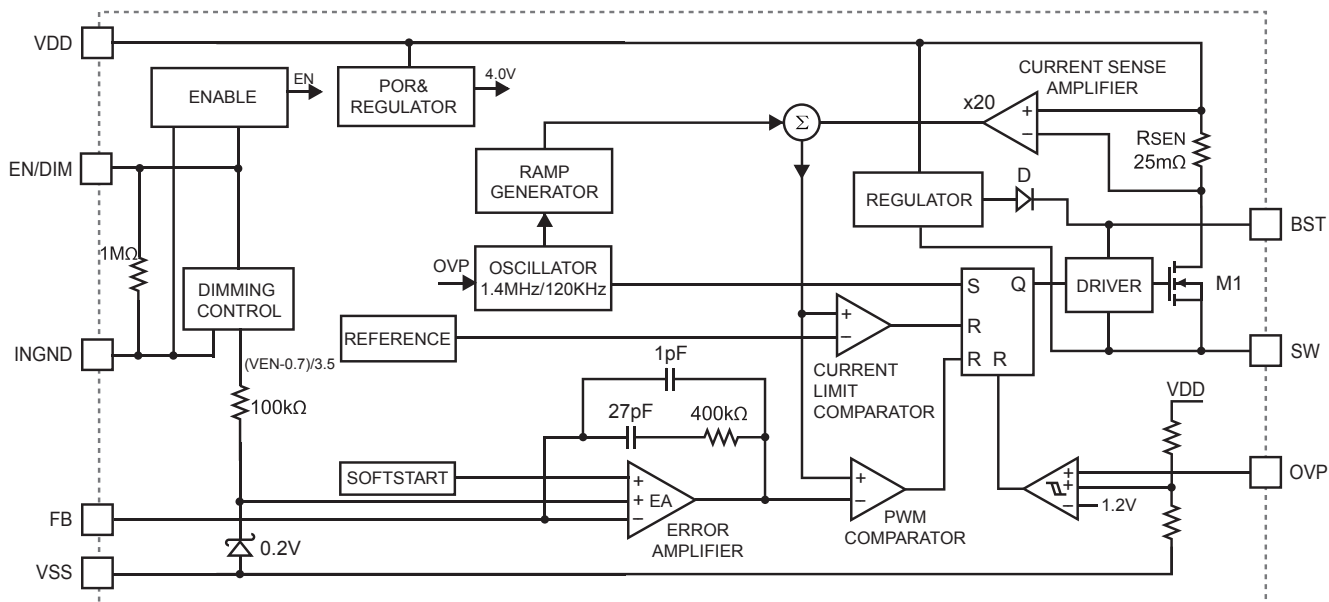 VDD
ENABLE
EN
POR&
REGULATOR
4.0V
CURRENT SENSE
AMPLIFIER
x20
+
−
Σ
RSEN
25mΩ
EN/DIM
RAMP
GENERATOR
REGULATOR
D
BST
1MΩ
DIMMING
CONTROL
OVP
OSCILLATOR
1.4MHz/120KHz
S
Q
DRIVER
M1
REFERENCE
+
−
R
R
R
CURRENT
LIMIT
COMPARATOR
INGND
SW
(VEN-0.7)/3.5
100kΩ
1pF
27pF
400kΩ
VDD
SOFTSTART
+
+
−
EA
ERROR
AMPLIFIER
+
−
PWM
COMPARATOR
+
+
−
1.2V
OVP
FB
0.2V
VSS